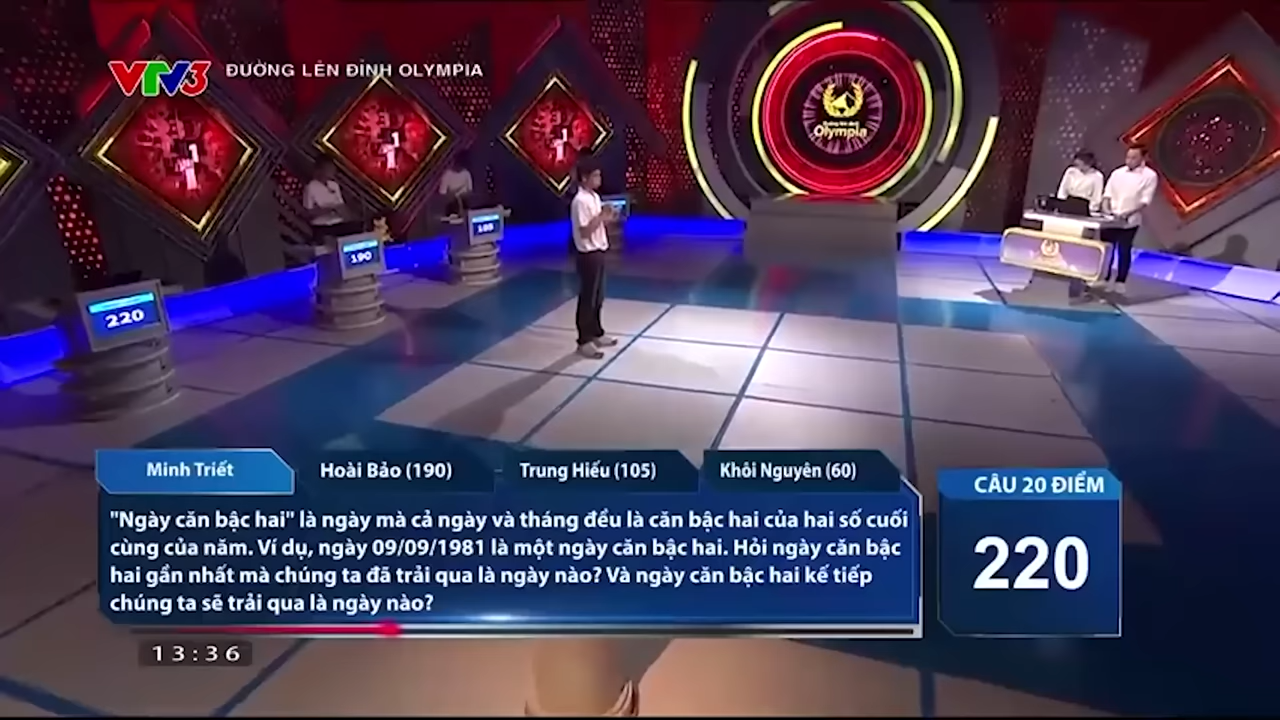 VTV3 ĐƯỜNG LÊN ĐỈNH OLYMPIA
1
1
1
Olympia
220
190
105
Minh Triết
Hoài Bảo (190)
Trung Hiếu (105)
Khôi Nguyên (60)
CÂU 20 ĐIỂM
220
"Ngày căn bậc hai" là ngày mà cả ngày và tháng đều là căn bậc hai của hai số cuối
cùng của năm. Ví dụ, ngày 09/09/1981 là một ngày căn bậc hai. Hỏi ngày căn bậc
hai gần nhất mà chúng ta đã trải qua là ngày nào? Và ngày căn bậc hai kế tiếp
chúng ta sẽ trải qua là ngày nào?
13:36